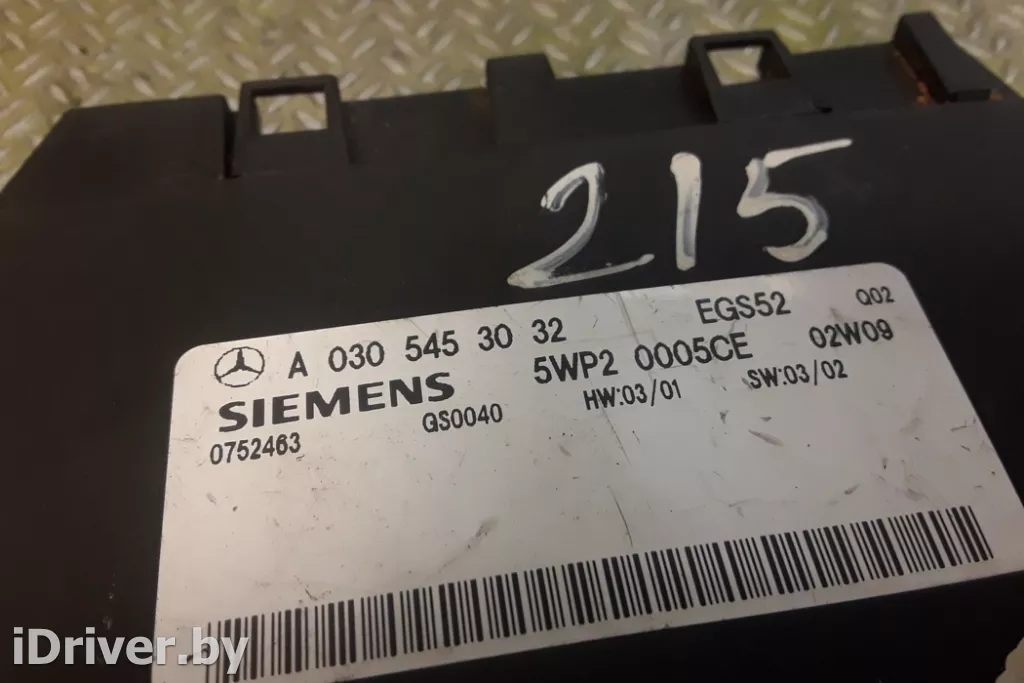 215
A 030 545 30 32 EGS52 Q02
SIEMENS 5WP2 0005CE 02W09
0752463 GS0040 HW:03/01 SW:03/02
iDriver.by